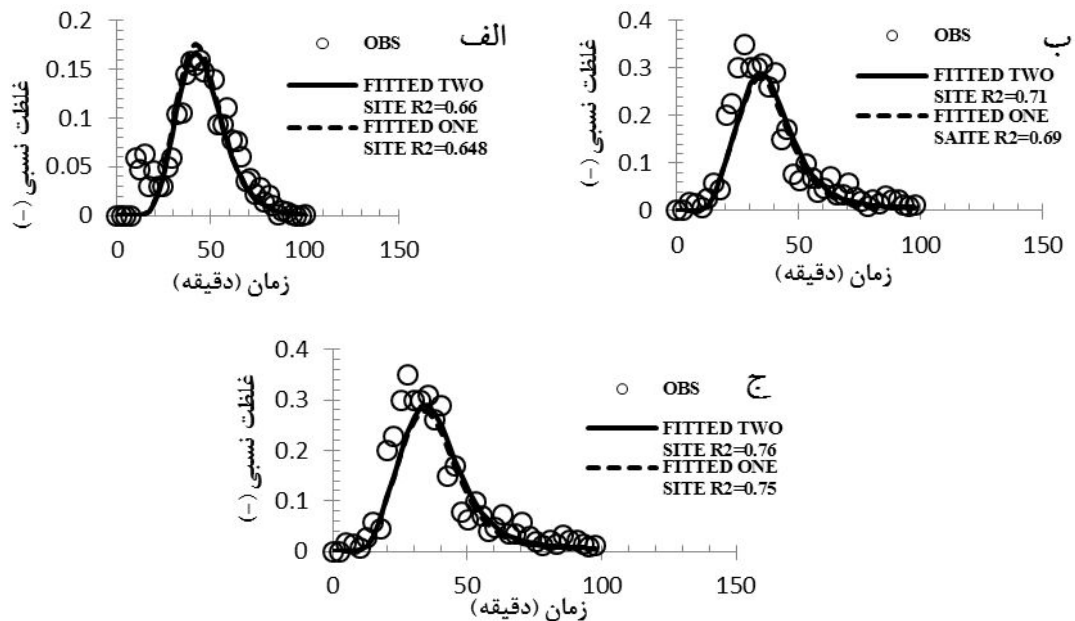 الف
OBS
FITTED TWO
SITE R2=0.66
FITTED ONE
SITE R2=0.648
0.2
0.15
0.1
0.05
0
0 50 100 150
غلظت نسبی (-)
زمان (دقیقه)
ب
OBS
FITTED TWO
SITE R2=0.71
FITTED ONE
SAITE R2=0.69
0.4
0.3
0.2
0.1
0
0 50 100 150
غلظت نسبی (-)
زمان (دقیقه)
ج
OBS
FITTED TWO
SITE R2=0.76
FITTED ONE
SITE R2=0.75
0.4
0.3
0.2
0.1
0
0 50 100 150
غلظت نسبی (-)
زمان (دقیقه)